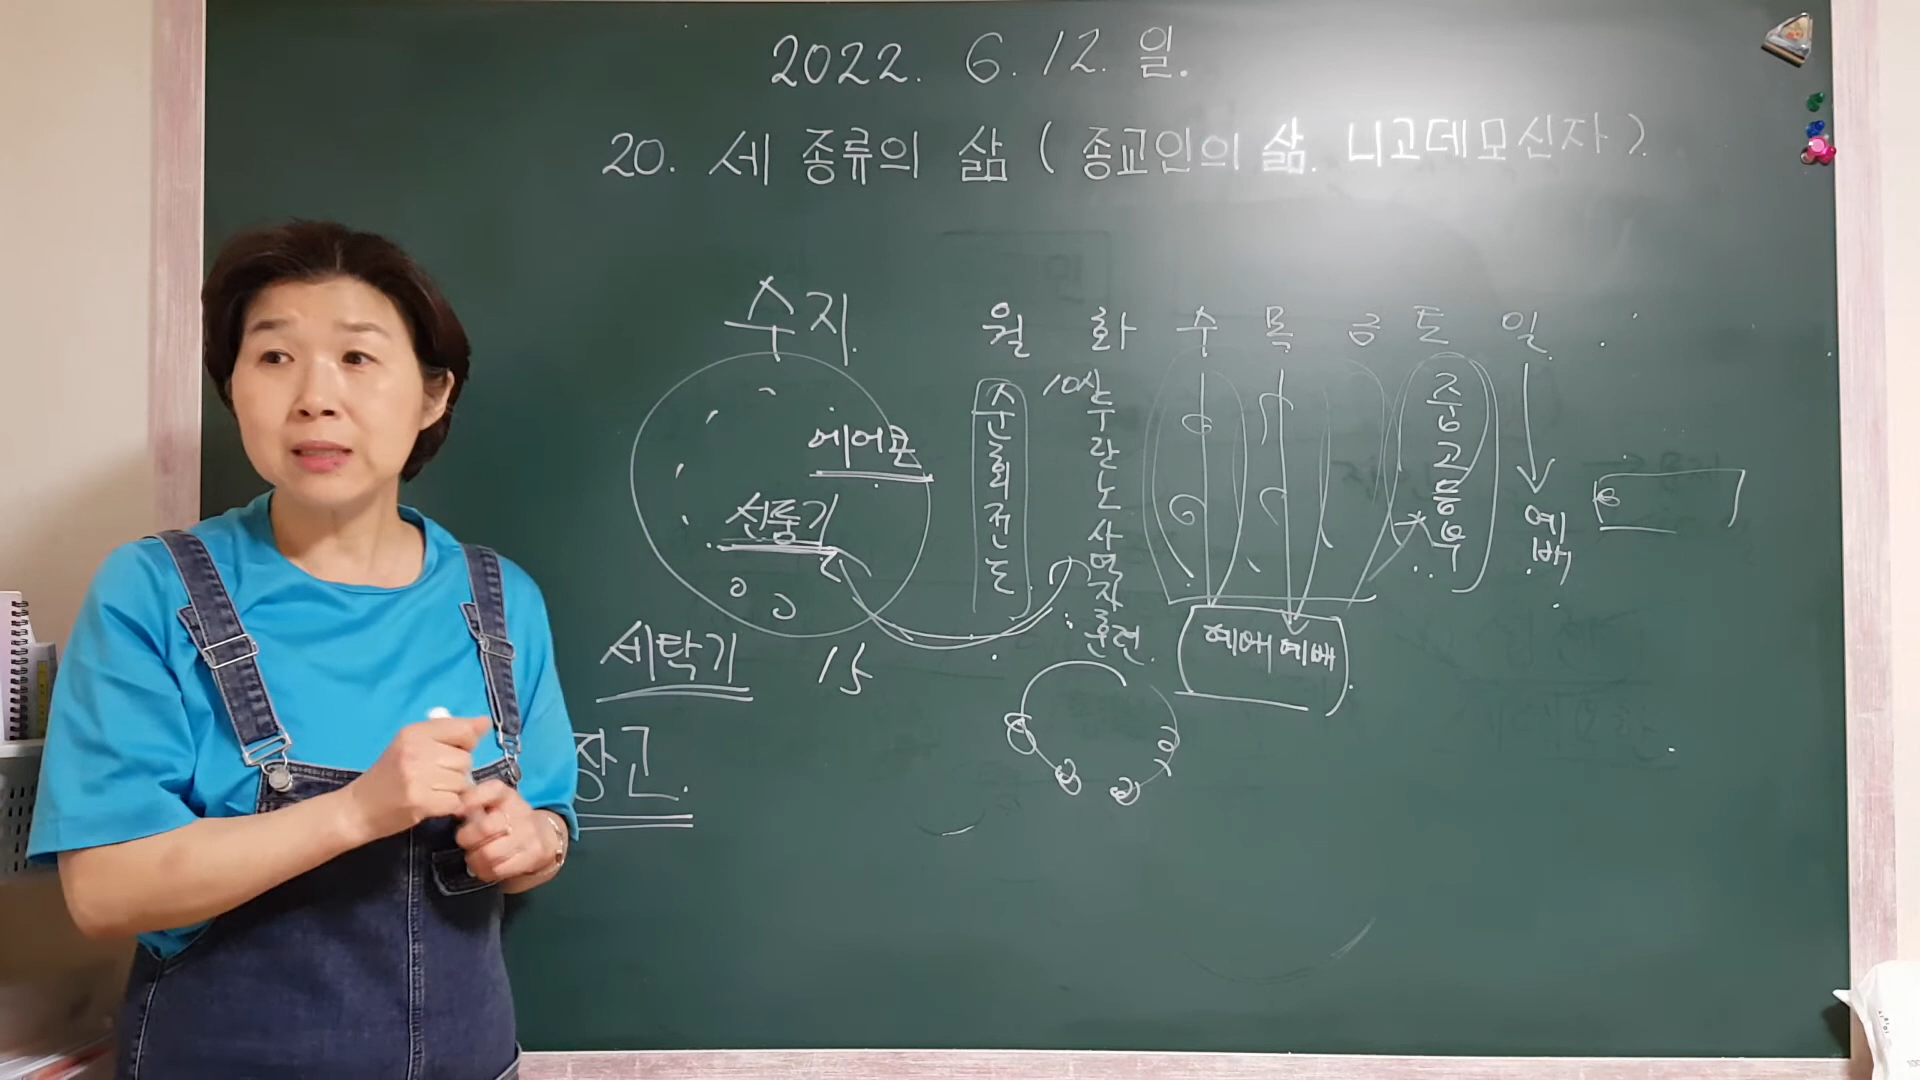 2022. 6. 12. 일.
20. 세 종류의 삶 ( 종교인의 삶. 니고데모신자 )
수지
월 화 수 목 금 토 일
에어콘
선풍기
세탁기 15
장고.
순회전도
10시
두란노사역자훈련.
중고등부
예배
예배 예배